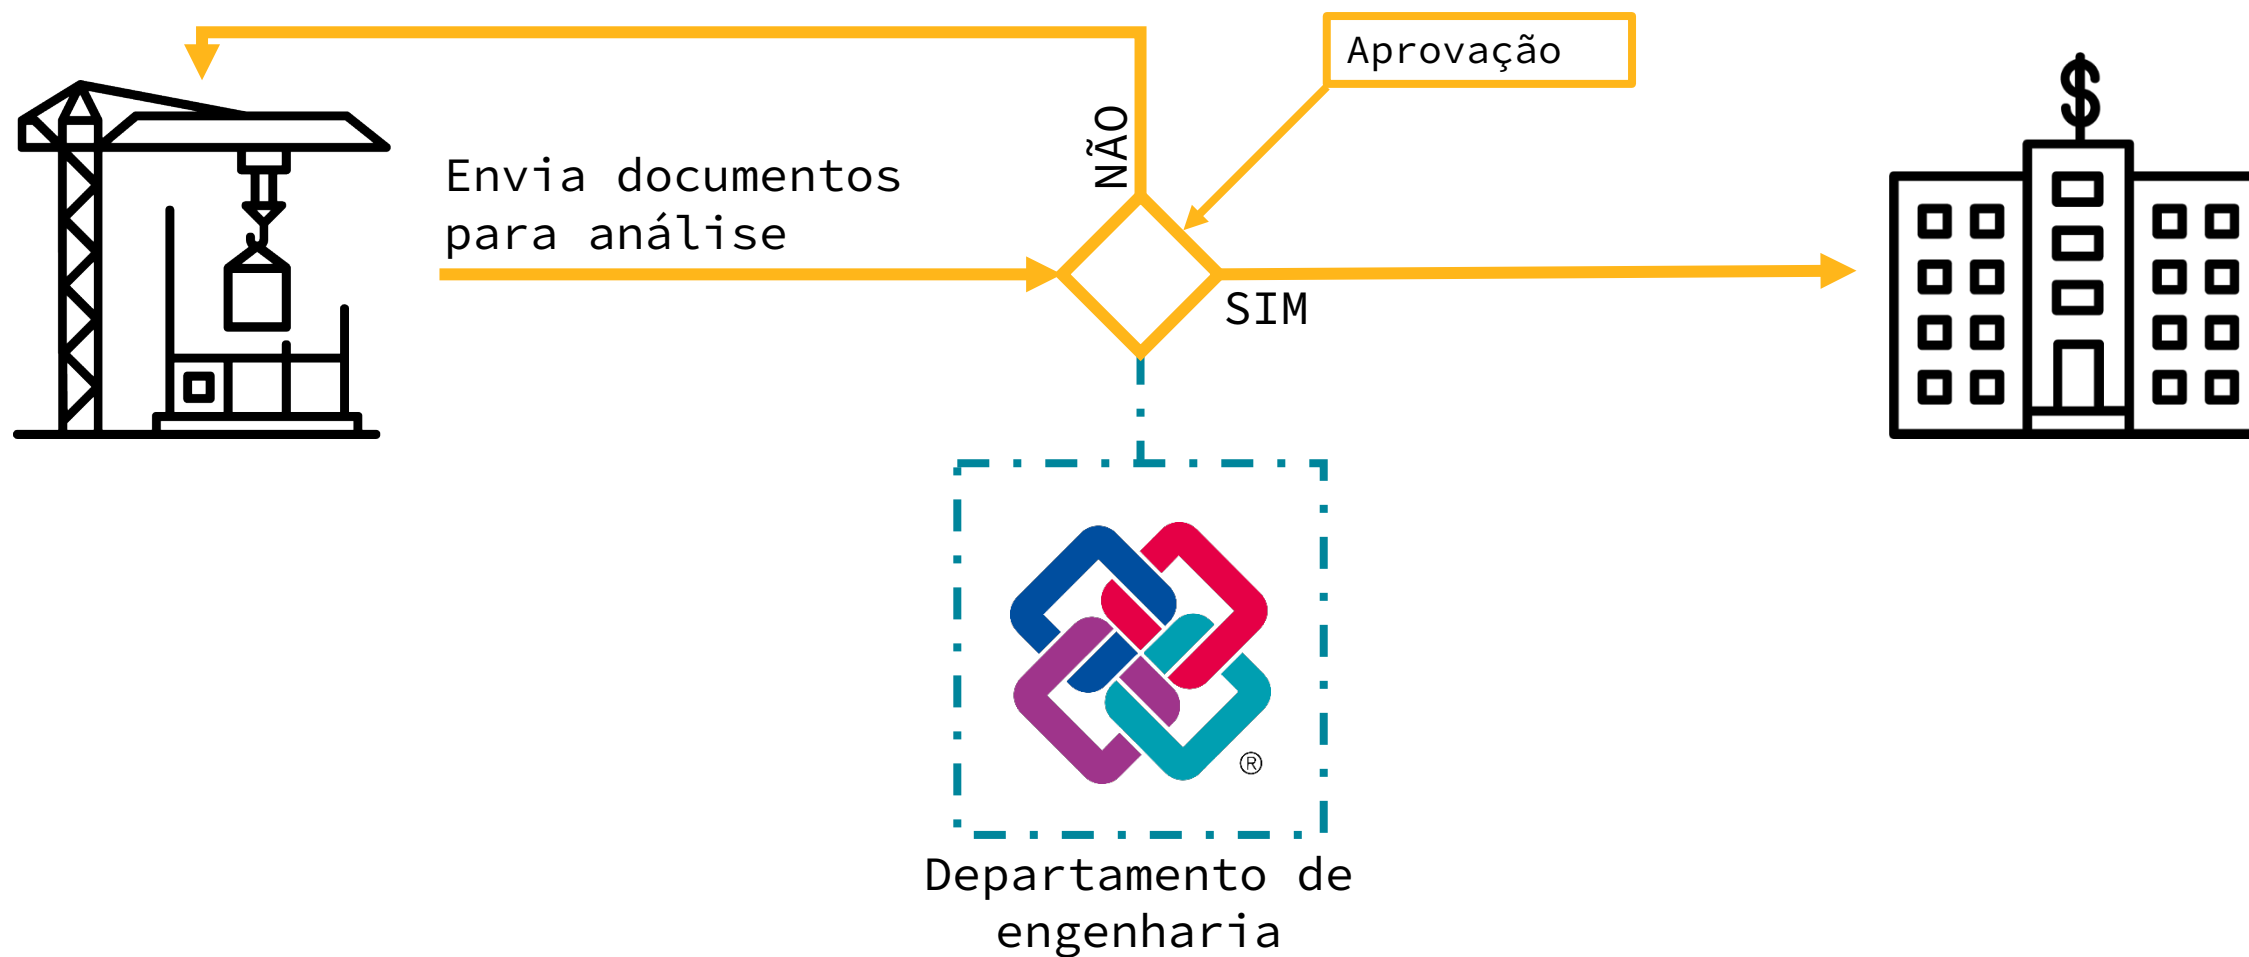 Aprovação
NÃO
Envia documentos
para análise
SIM
$
®
Departamento de
engenharia